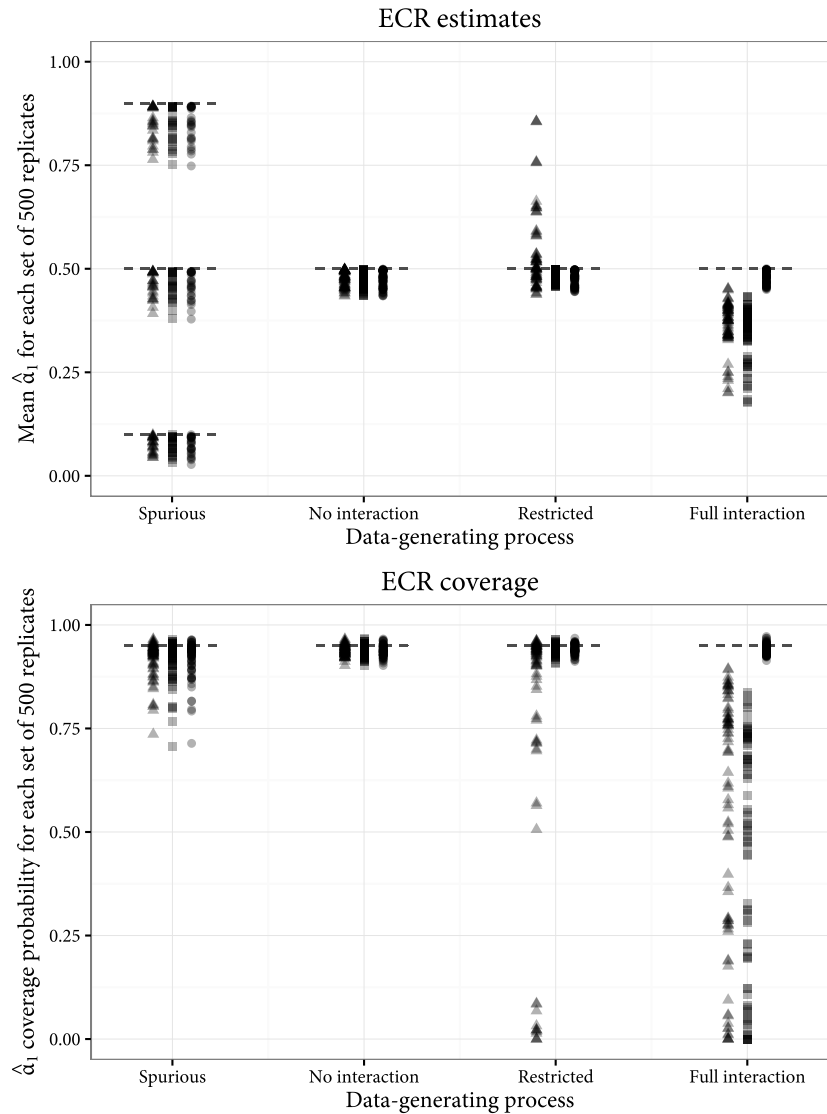 ECR estimates
Mean α̂₁ for each set of 500 replicates
1.00
0.75
0.50
0.25
0.00
Spurious No interaction Restricted Full interaction
Data-generating process
ECR coverage
α̂₁ coverage probability for each set of 500 replicates
1.00
0.75
0.50
0.25
0.00
Spurious No interaction Restricted Full interaction
Data-generating process